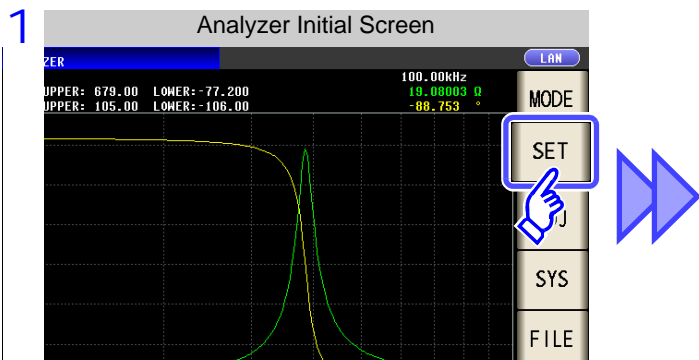 1 Analyzer Initial Screen
ZER LAN
100.00kHz
UPPER: 679.00 LOWER:-77.200 19.08003 Ω
UPPER: 105.00 LOWER:-106.00 -88.753 °
MODE
SET
SYS
FILE